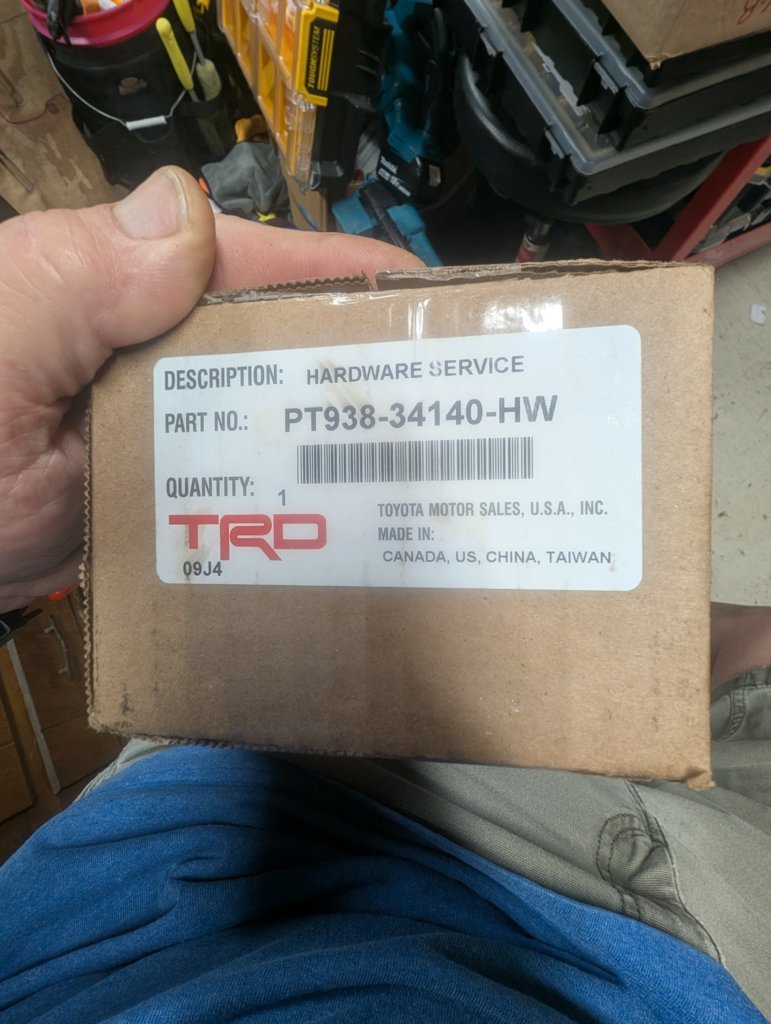 TOUGHSYSTEM
DESCRIPTION: HARDWARE SERVICE
PART NO.: PT938-34140-HW
QUANTITY: 1
TRD
09J4
TOYOTA MOTOR SALES, U.S.A., INC.
MADE IN:
CANADA, US, CHINA, TAIWAN